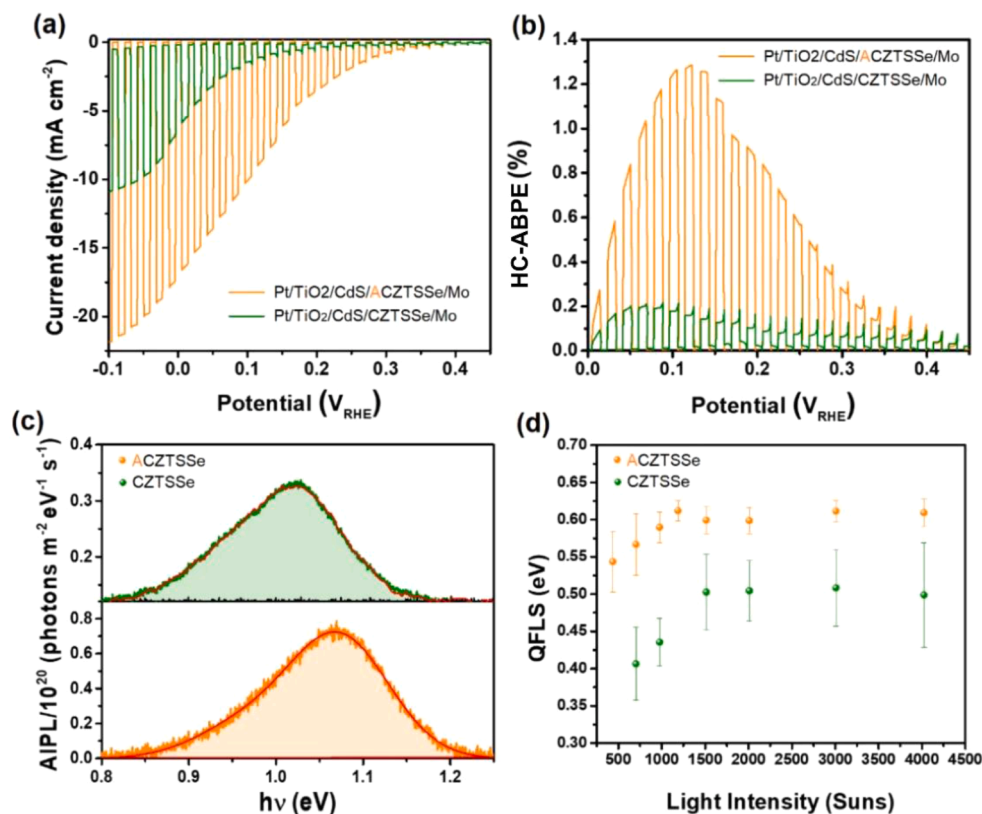 (a)
Current density (mA cm⁻²)
0
-5
-10
-15
-20
Pt/TiO2/CdS/ACZTSSe/Mo
Pt/TiO₂/CdS/CZTSSe/Mo
-0.1 0.0 0.1 0.2 0.3 0.4
Potential (V_RHE)
(b)
HC-ABPE (%)
1.4
1.2
1.0
0.8
0.6
0.4
0.2
0.0
Pt/TiO2/CdS/ACZTSSe/Mo
Pt/TiO₂/CdS/CZTSSe/Mo
0.0 0.1 0.2 0.3 0.4
Potential (V_RHE)
(c)
AIPL/10²⁰ (photons m⁻² eV⁻¹ s⁻¹)
ACZTSSe
CZTSSe
0.4
0.3
0.2
0.8
0.6
0.4
0.2
0.0
0.8 0.9 1.0 1.1 1.2
hν (eV)
(d)
QFLS (eV)
0.70
0.65
0.60
0.55
0.50
0.45
0.40
0.35
0.30
ACZTSSe
CZTSSe
500 1000 1500 2000 2500 3000 3500 4000 4500
Light Intensity (Suns)